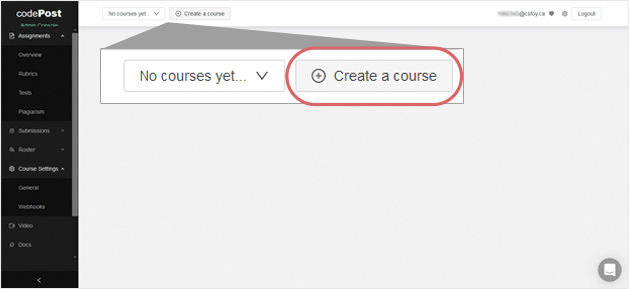 codePost
Admin Console
No courses yet...
Create a course
@csfoy.ca
Logout
Assignments
Overview
Rubrics
Tests
Plagiarism
Submissions
Roster
Course Settings
General
Webhooks
Video
Docs
No courses yet...
Create a course